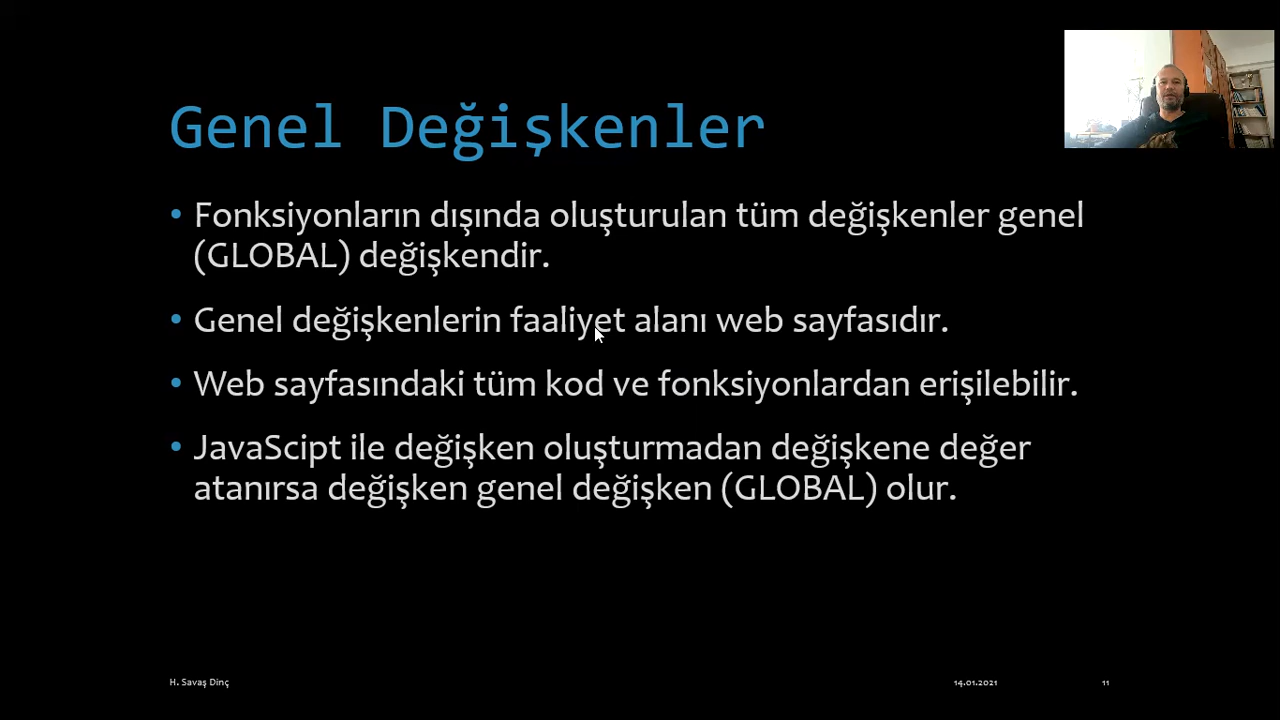 Genel Değişkenler
• Fonksiyonların dışında oluşturulan tüm değişkenler genel
(GLOBAL) değişkendir.
• Genel değişkenlerin faaliyet alanı web sayfasıdır.
• Web sayfasındaki tüm kod ve fonksiyonlardan erişilebilir.
• JavaScipt ile değişken oluşturmadan değişkene değer
atanırsa değişken genel değişken (GLOBAL) olur.
H. Savaş Dinç
14.01.2021
11